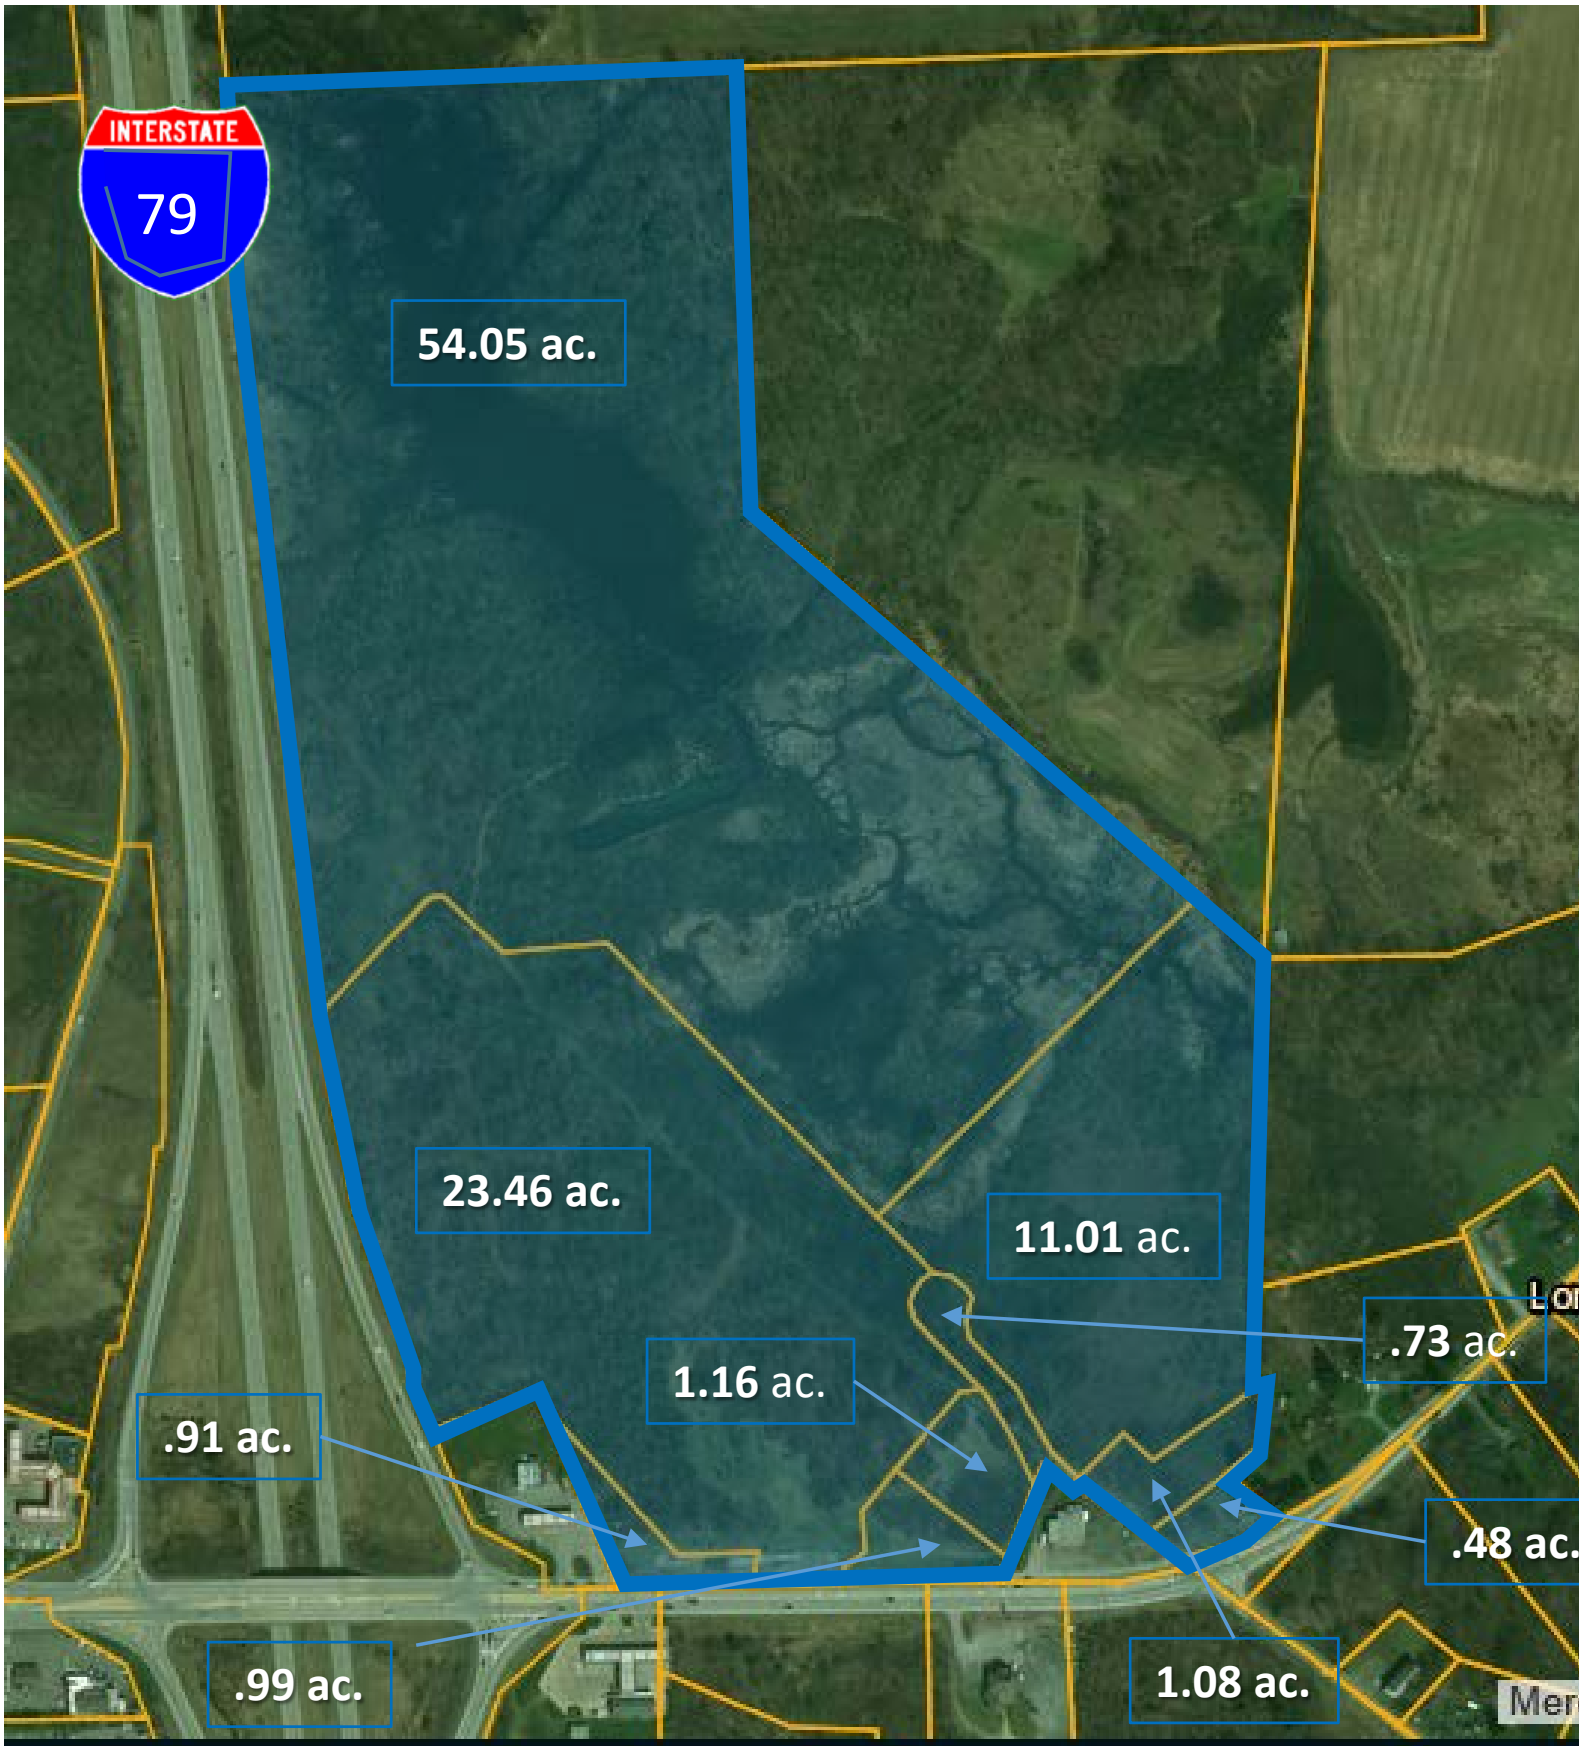 INTERSTATE
79
54.05 ac.
23.46 ac.
11.01 ac.
.73 ac.
1.16 ac.
.91 ac.
.48 ac.
.99 ac.
1.08 ac.